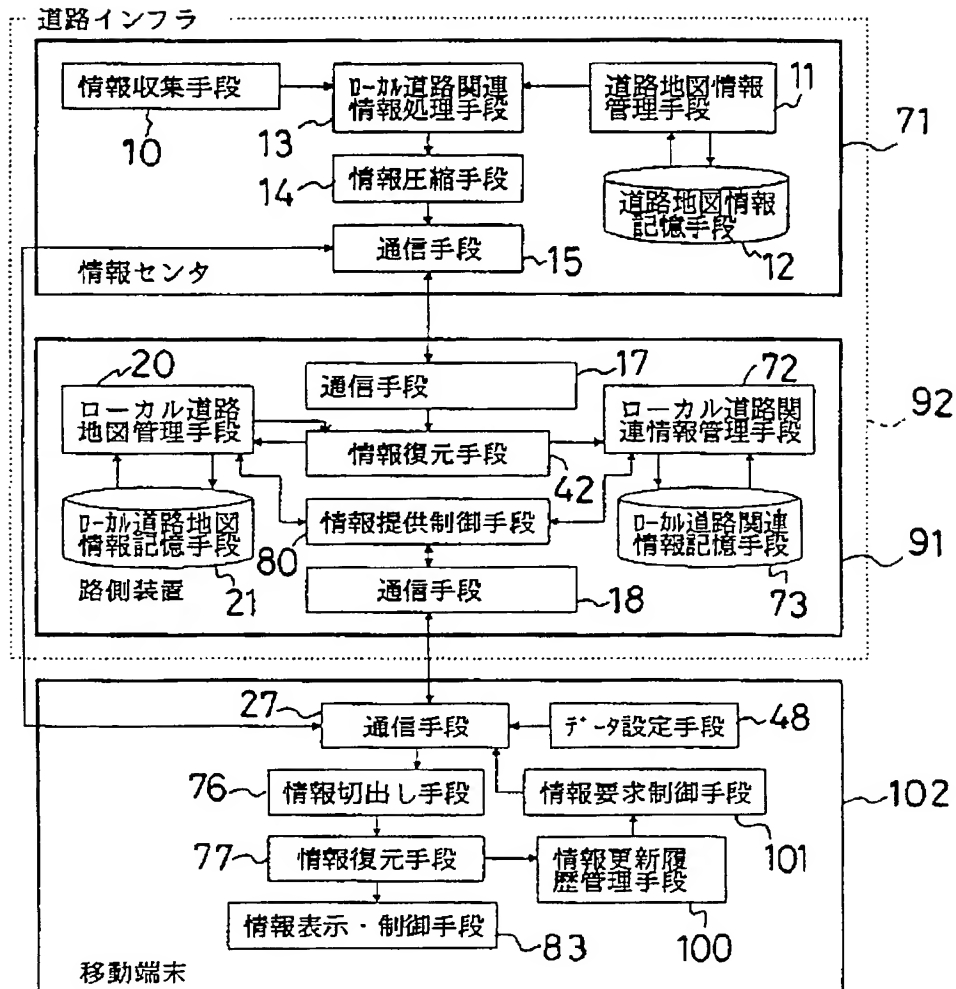 道路インフラ
情報収集手段
10
ローカル道路関連
情報処理手段
13
道路地図情報
管理手段
11
71
14
情報圧縮手段
道路地図情報
記憶手段
12
通信手段
15
情報センタ
17
通信手段
20
ローカル道路
地図管理手段
72
ローカル道路関
連情報管理手段
92
情報復元手段
42
ローカル道路地図
情報記憶手段
21
情報提供制御手段
80
ローカル道路関連
情報記憶手段
73
91
路側装置
通信手段
18
27
通信手段
データ設定手段
48
76
情報切出し手段
情報要求制御手段
101
102
77
情報復元手段
情報更新履
歴管理手段
100
情報表示・制御手段
83
移動端末